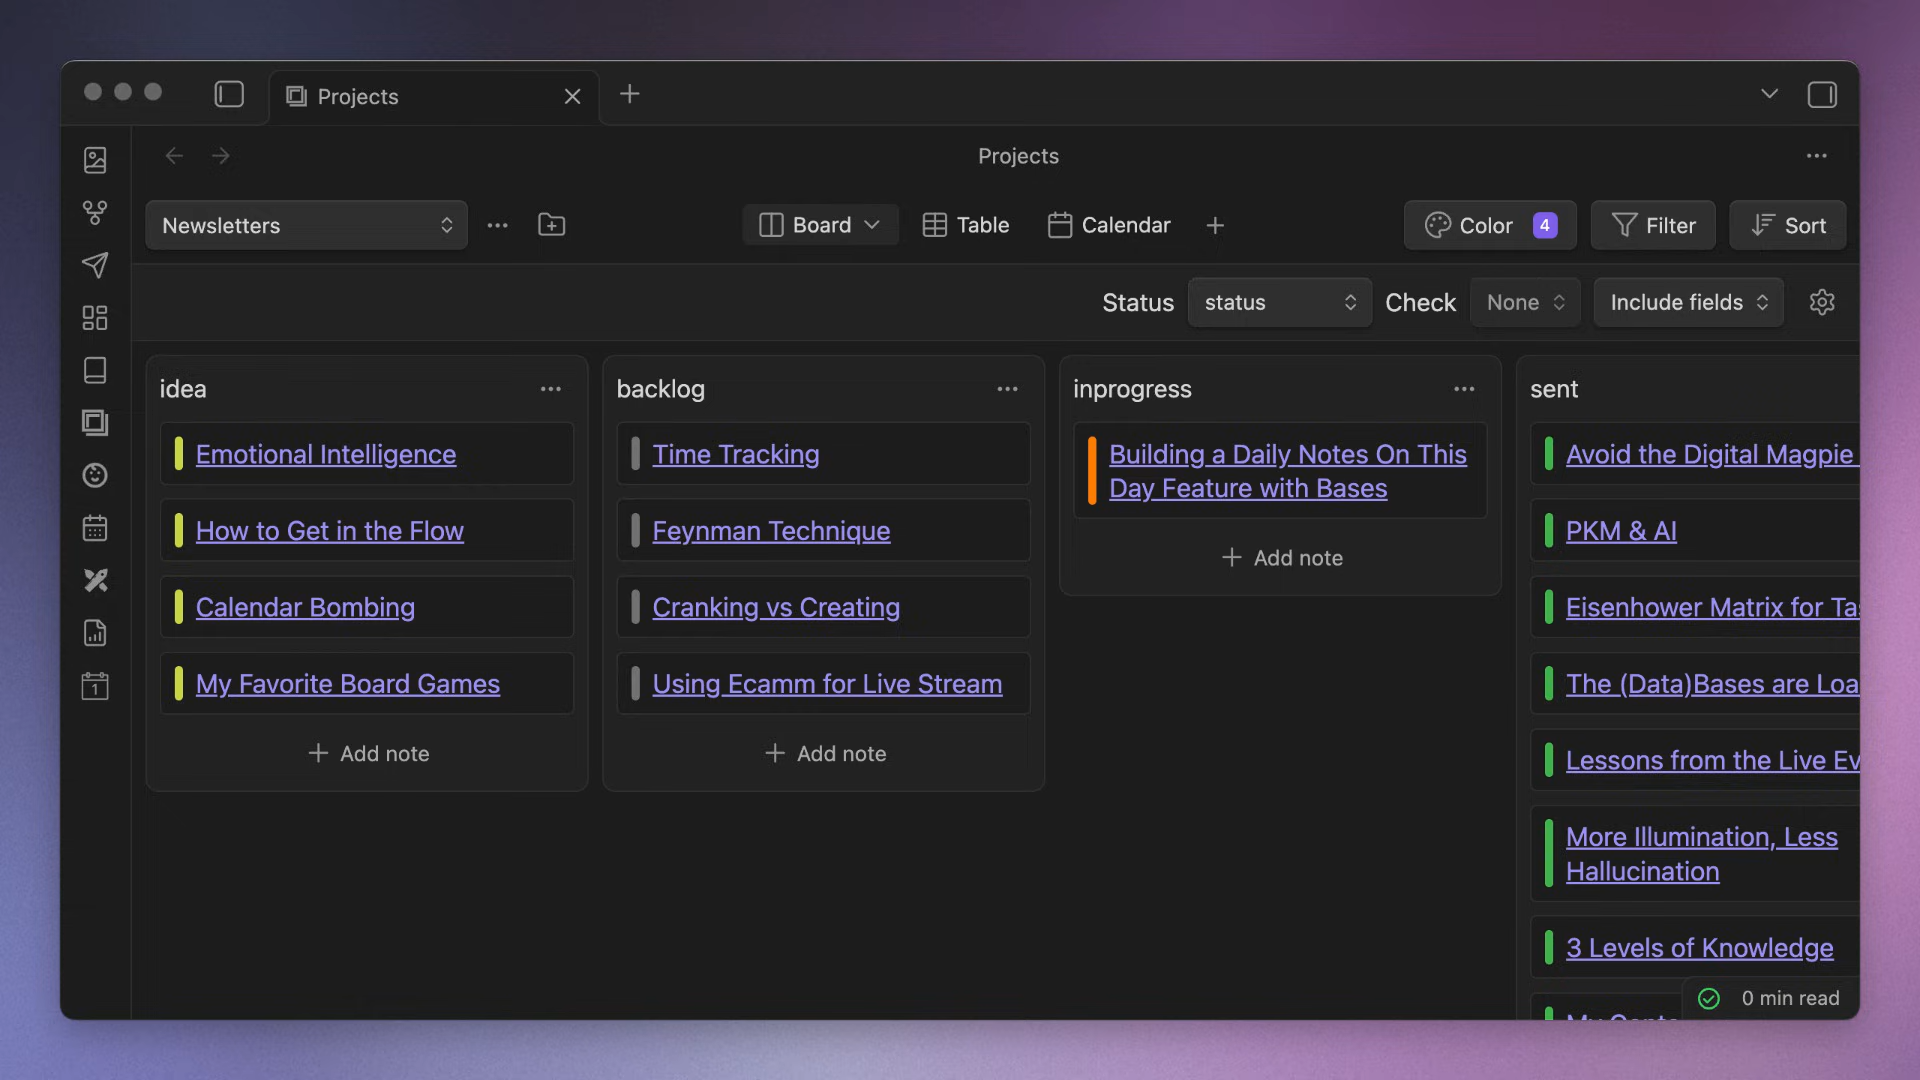 Projects
Projects
Newsletters
Board
Table
Calendar
Color 4
Filter
Sort
Status
status
Check
None
Include fields
idea
Emotional Intelligence
How to Get in the Flow
Calendar Bombing
My Favorite Board Games
Add note
backlog
Time Tracking
Feynman Technique
Cranking vs Creating
Using Ecamm for Live Stream
Add note
inprogress
Building a Daily Notes On This
Day Feature with Bases
Add note
sent
Avoid the Digital Magpie
PKM & AI
Eisenhower Matrix for
The (Data)Bases are
Lessons from the Live
More Illumination, Less
Hallucination
3 Levels of Knowledge
My
0 min read
1